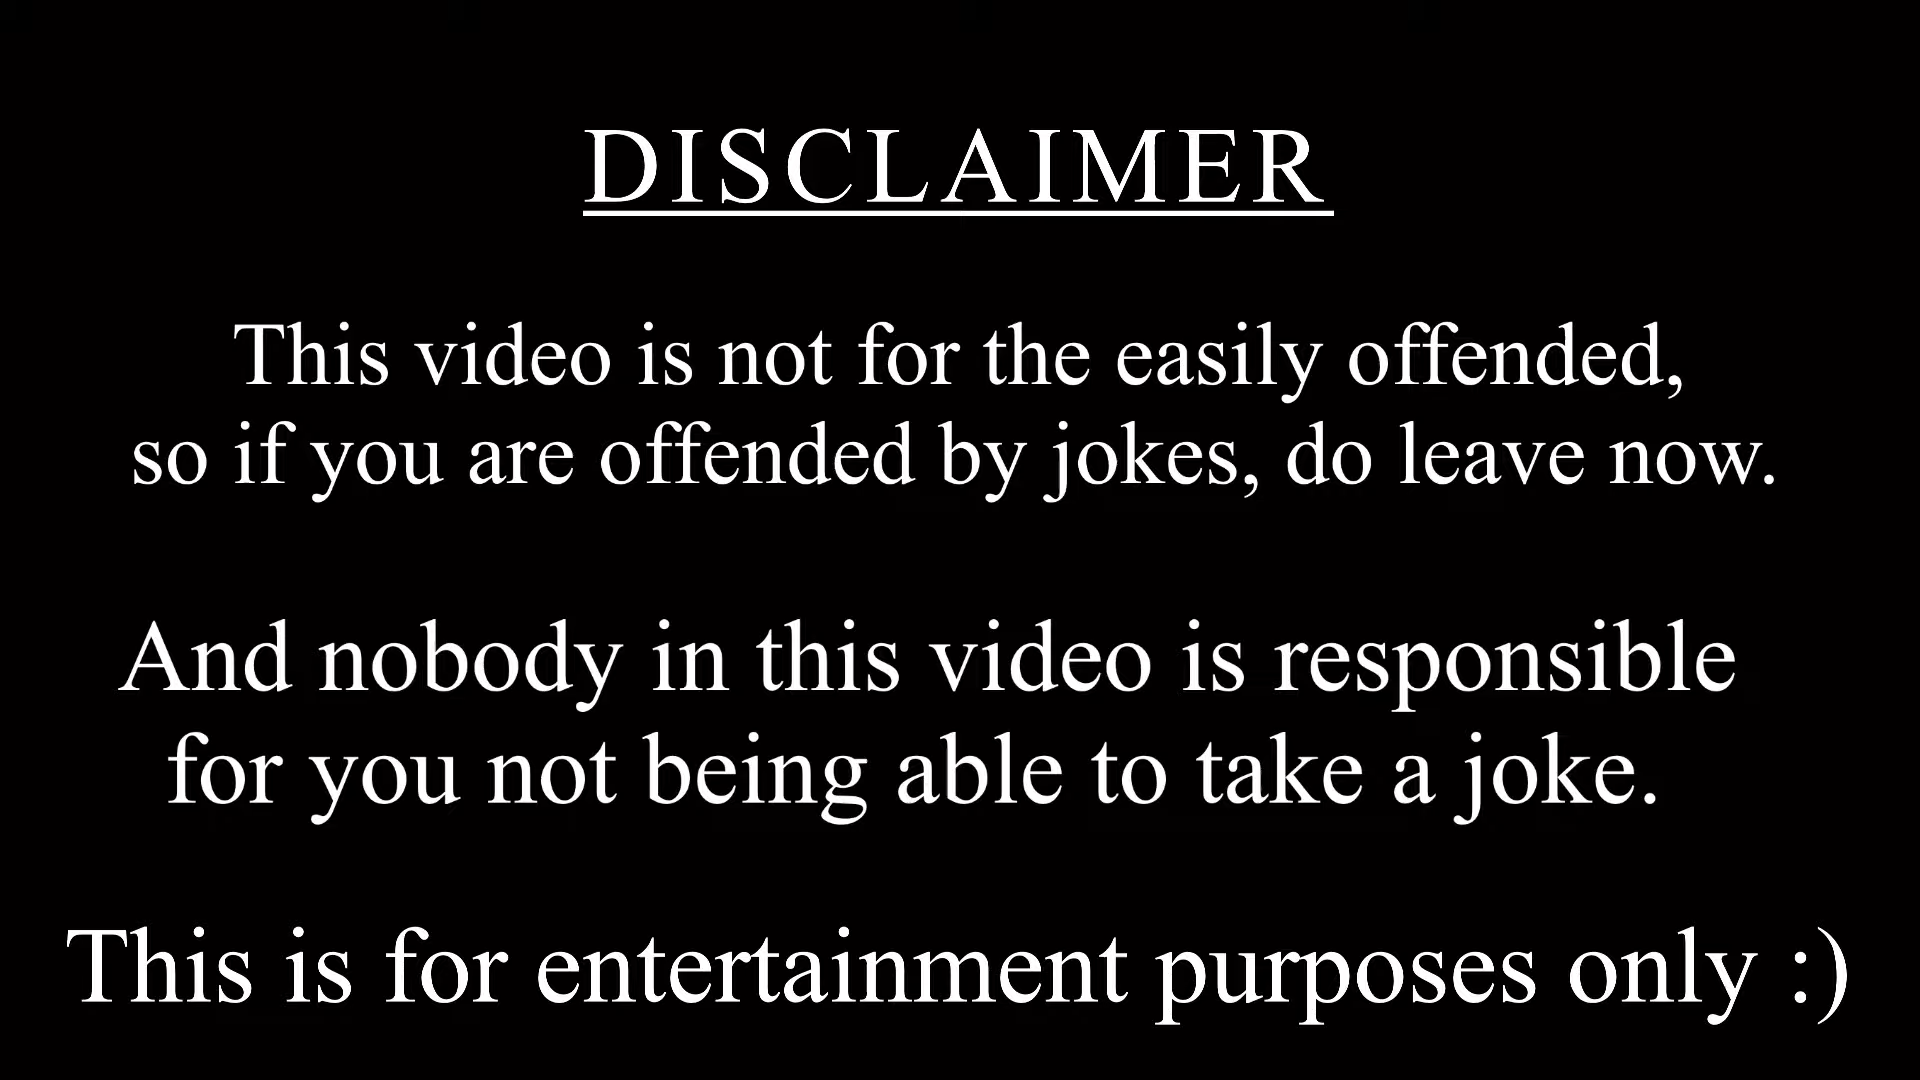 DISCLAIMER
This video is not for the easily offended,
so if you are offended by jokes, do leave now.
And nobody in this video is responsible
for you not being able to take a joke.
This is for entertainment purposes only :)